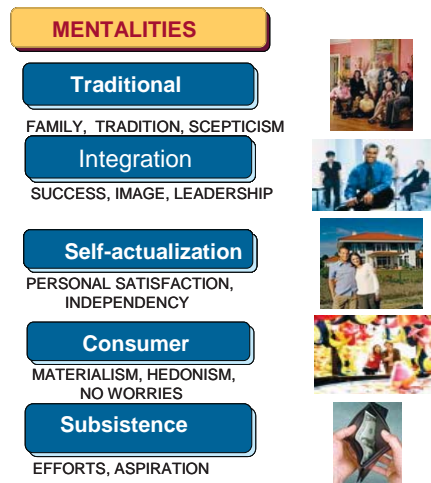 MENTALITIES
Traditional
FAMILY, TRADITION, SCEPTICISM
Integration
SUCCESS, IMAGE, LEADERSHIP
Self-actualization
PERSONAL SATISFACTION,
INDEPENDENCY
Consumer
MATERIALISM, HEDONISM,
NO WORRIES
Subsistence
EFFORTS, ASPIRATION